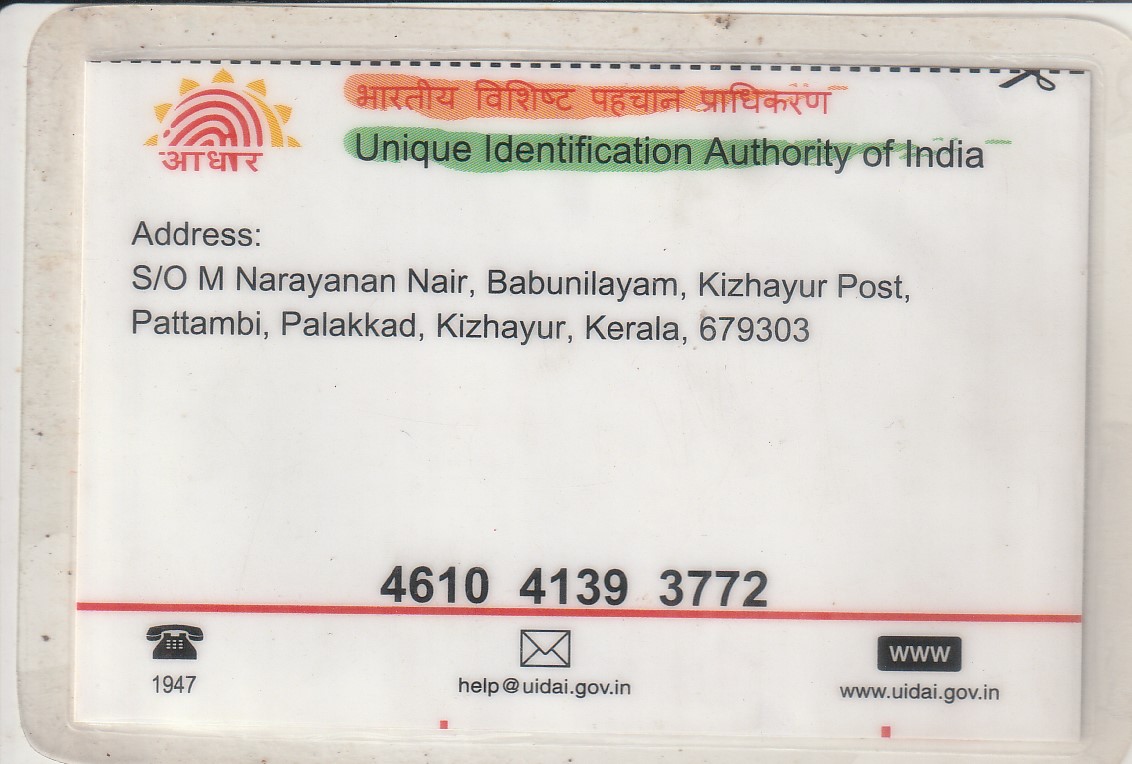 आधार
भारतीय विशिष्ट पहचान प्राधिकरण
Unique Identification Authority of India
Address:
S/O M Narayanan Nair, Babunilayam, Kizhayur Post,
Pattambi, Palakkad, Kizhayur, Kerala, 679303
4610 4139 3772
1947
help@uidai.gov.in
www
www.uidai.gov.in